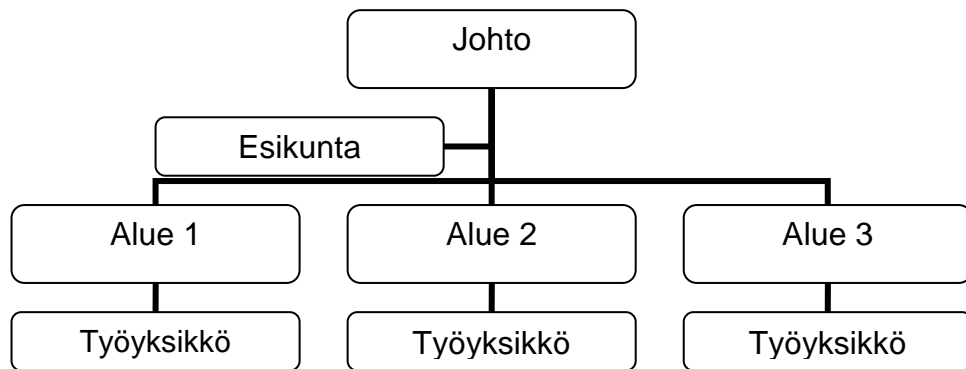 Johto
Esikunta
Alue 1
Alue 2
Alue 3
Työyksikkö
Työyksikkö
Työyksikkö